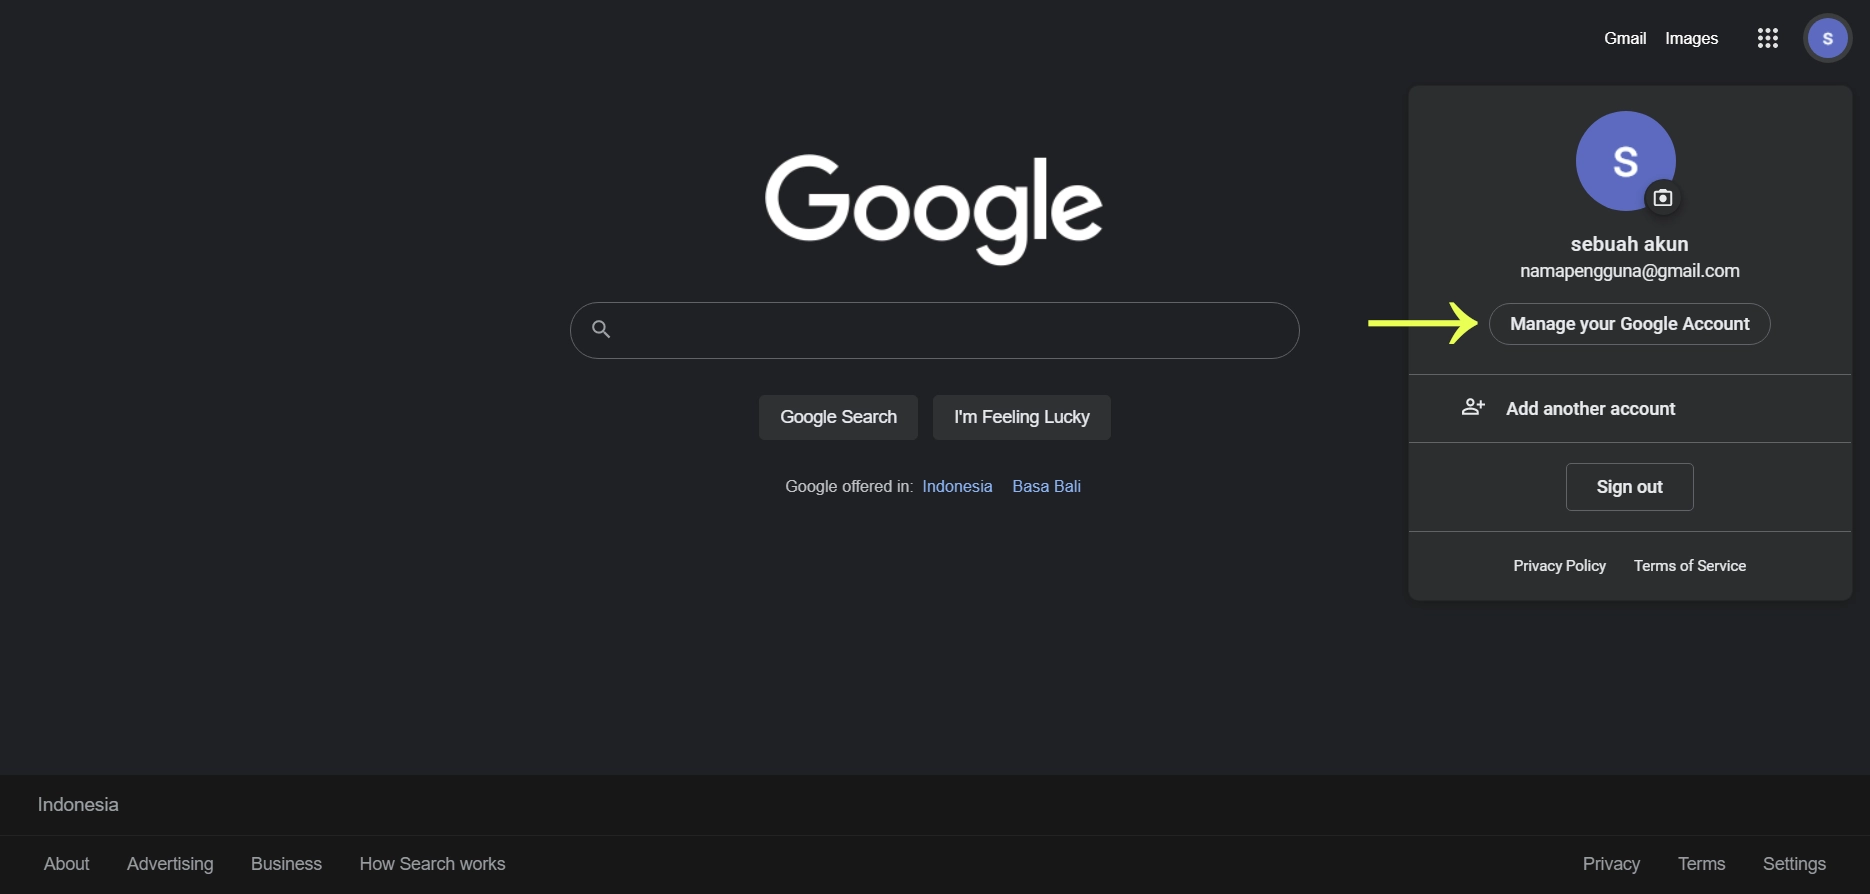 Gmail Images
S
S
sebuah akun
namapengguna@gmail.com
Manage your Google Account
Add another account
Sign out
Privacy Policy Terms of Service
Google
Google Search I'm Feeling Lucky
Google offered in: Indonesia Basa Bali
Indonesia
About Advertising Business How Search works Privacy Terms Settings